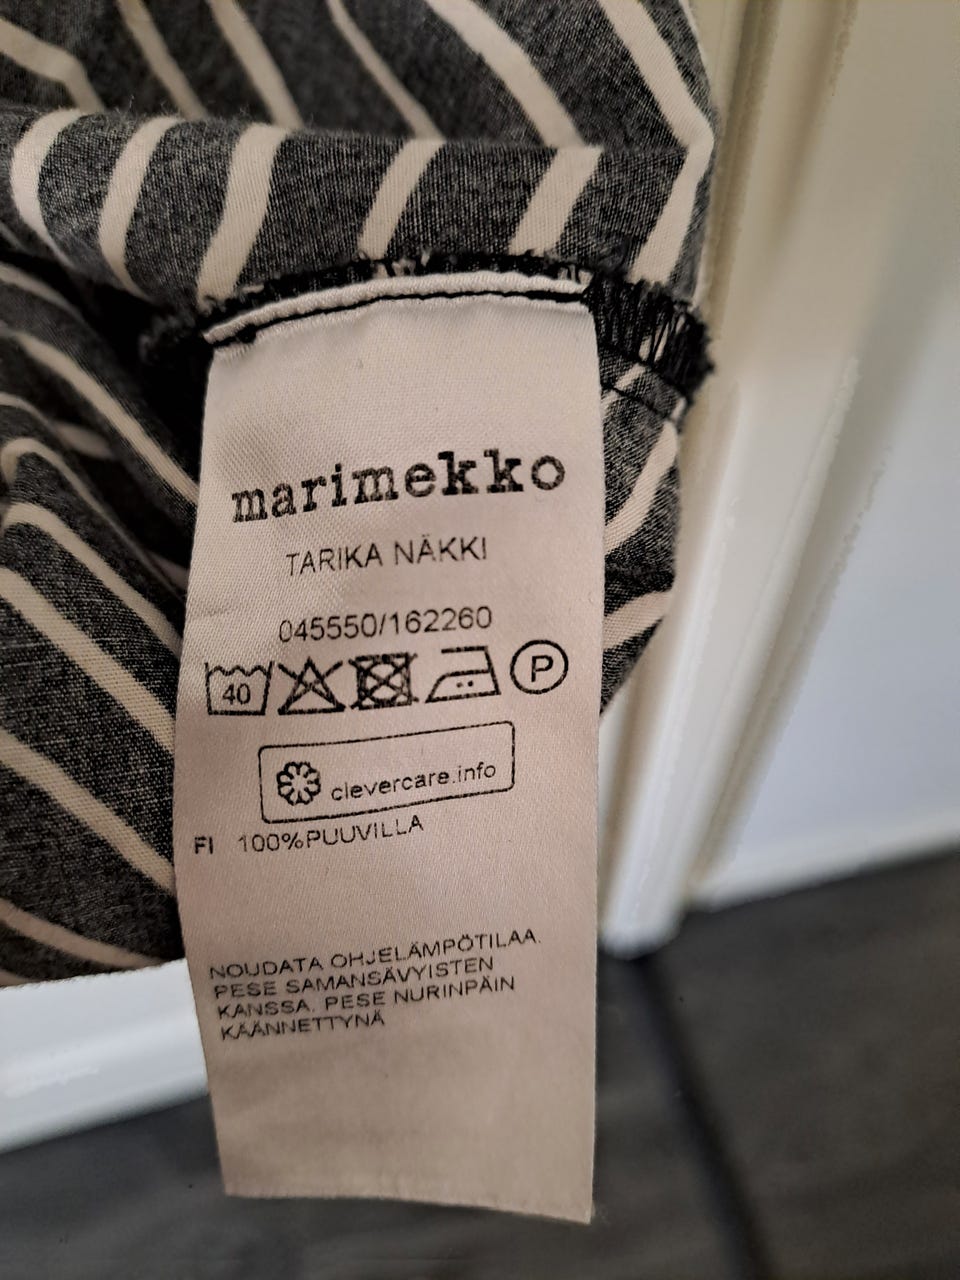 marimekko
TARIKA NÄKKI
045550/162260
40 P
clevercare.info
FI 100%PUUVILLA
NOUDATA OHJELÄMPÖTILAA.
PESE SAMANSÄVYISTEN
KANSSA. PESE NURINPÄIN
KÄÄNNETTYNÄ